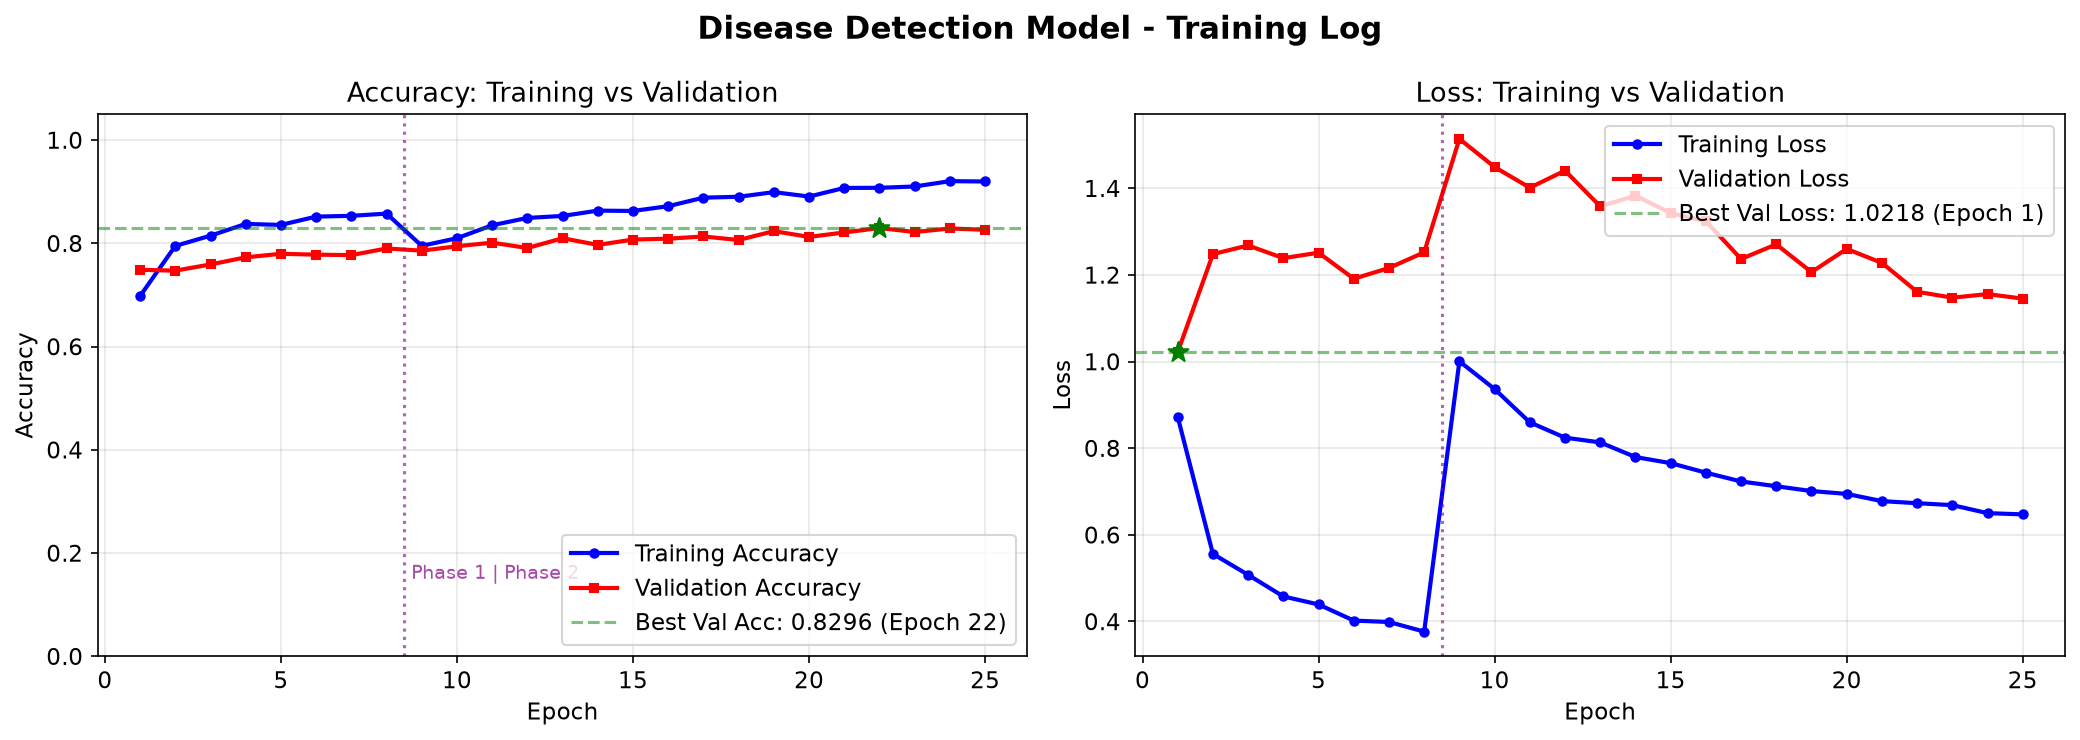 Disease Detection Model - Training Log
Accuracy: Training vs Validation
1.0
0.8
0.6
0.4
0.2
0.0
Accuracy
0
5
10
15
20
25
Epoch
Phase 1 | Phase 2
Training Accuracy
Validation Accuracy
Best Val Acc: 0.8296 (Epoch 22)
Loss: Training vs Validation
1.4
1.2
1.0
0.8
0.6
0.4
Loss
0
5
10
15
20
25
Epoch
Training Loss
Validation Loss
Best Val Loss: 1.0218 (Epoch 1)